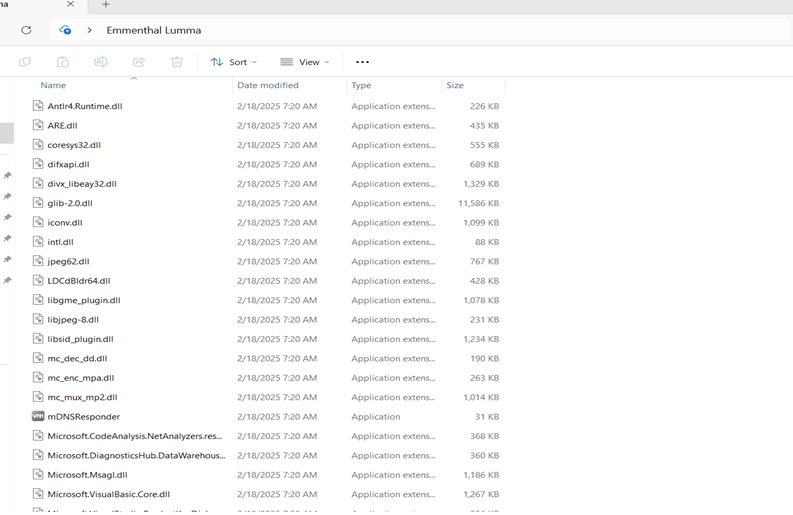 na
Emmenthal Lumma
Sort View
Name Date modified Type Size
Antlr4.Runtime.dll 2/18/2025 7:20 AM Application extens... 226 KB
ARE.dll 2/18/2025 7:20 AM Application extens... 435 KB
coresys32.dll 2/18/2025 7:20 AM Application extens... 555 KB
difxapi.dll 2/18/2025 7:20 AM Application extens... 689 KB
divx_libeay32.dll 2/18/2025 7:20 AM Application extens... 1,329 KB
glib-2.0.dll 2/18/2025 7:20 AM Application extens... 11,586 KB
iconv.dll 2/18/2025 7:20 AM Application extens... 1,099 KB
intl.dll 2/18/2025 7:20 AM Application extens... 88 KB
jpeg62.dll 2/18/2025 7:20 AM Application extens... 767 KB
LDCdBldr64.dll 2/18/2025 7:20 AM Application extens... 428 KB
libgme_plugin.dll 2/18/2025 7:20 AM Application extens... 1,078 KB
libjpeg-8.dll 2/18/2025 7:20 AM Application extens... 231 KB
libsid_plugin.dll 2/18/2025 7:20 AM Application extens... 1,234 KB
mc_dec_dd.dll 2/18/2025 7:20 AM Application extens... 190 KB
mc_enc_mpa.dll 2/18/2025 7:20 AM Application extens... 263 KB
mc_mux_mp2.dll 2/18/2025 7:20 AM Application extens... 1,014 KB
vm mDNSResponder 2/18/2025 7:20 AM Application 31 KB
Microsoft.CodeAnalysis.NetAnalyzers.res... 2/18/2025 7:20 AM Application extens... 368 KB
Microsoft.DiagnosticsHub.DataWarehous... 2/18/2025 7:20 AM Application extens... 360 KB
Microsoft.Msagl.dll 2/18/2025 7:20 AM Application extens... 1,186 KB
Microsoft.VisualBasic.Core.dll 2/18/2025 7:20 AM Application extens... 1,267 KB